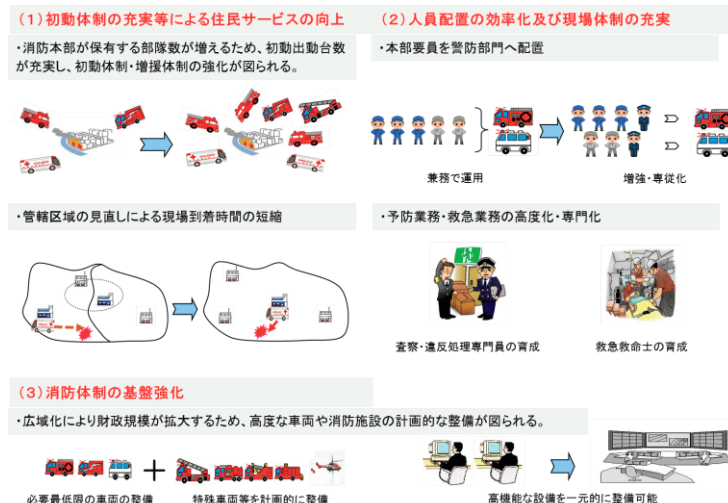 (1)初動体制の充実等による住民サービスの向上
・消防本部が保有する部隊数が増えるため、初動出動台数
が充実し、初動体制・増援体制の強化が図られる。
・管轄区域の見直しによる現場到着時間の短縮
(2)人員配置の効率化及び現場体制の充実
・本部要員を警防部門へ配置
兼務で運用
増強・専従化
・予防業務・救急業務の高度化・専門化
査察・違反処理専門員の育成
救急救命士の育成
(3)消防体制の基盤強化
・広域化により財政規模が拡大するため、高度な車両や消防施設の計画的な整備が図られる。
必要最低限の車両の整備
特殊車両等を計画的に整備
高機能な設備を一元的に整備可能